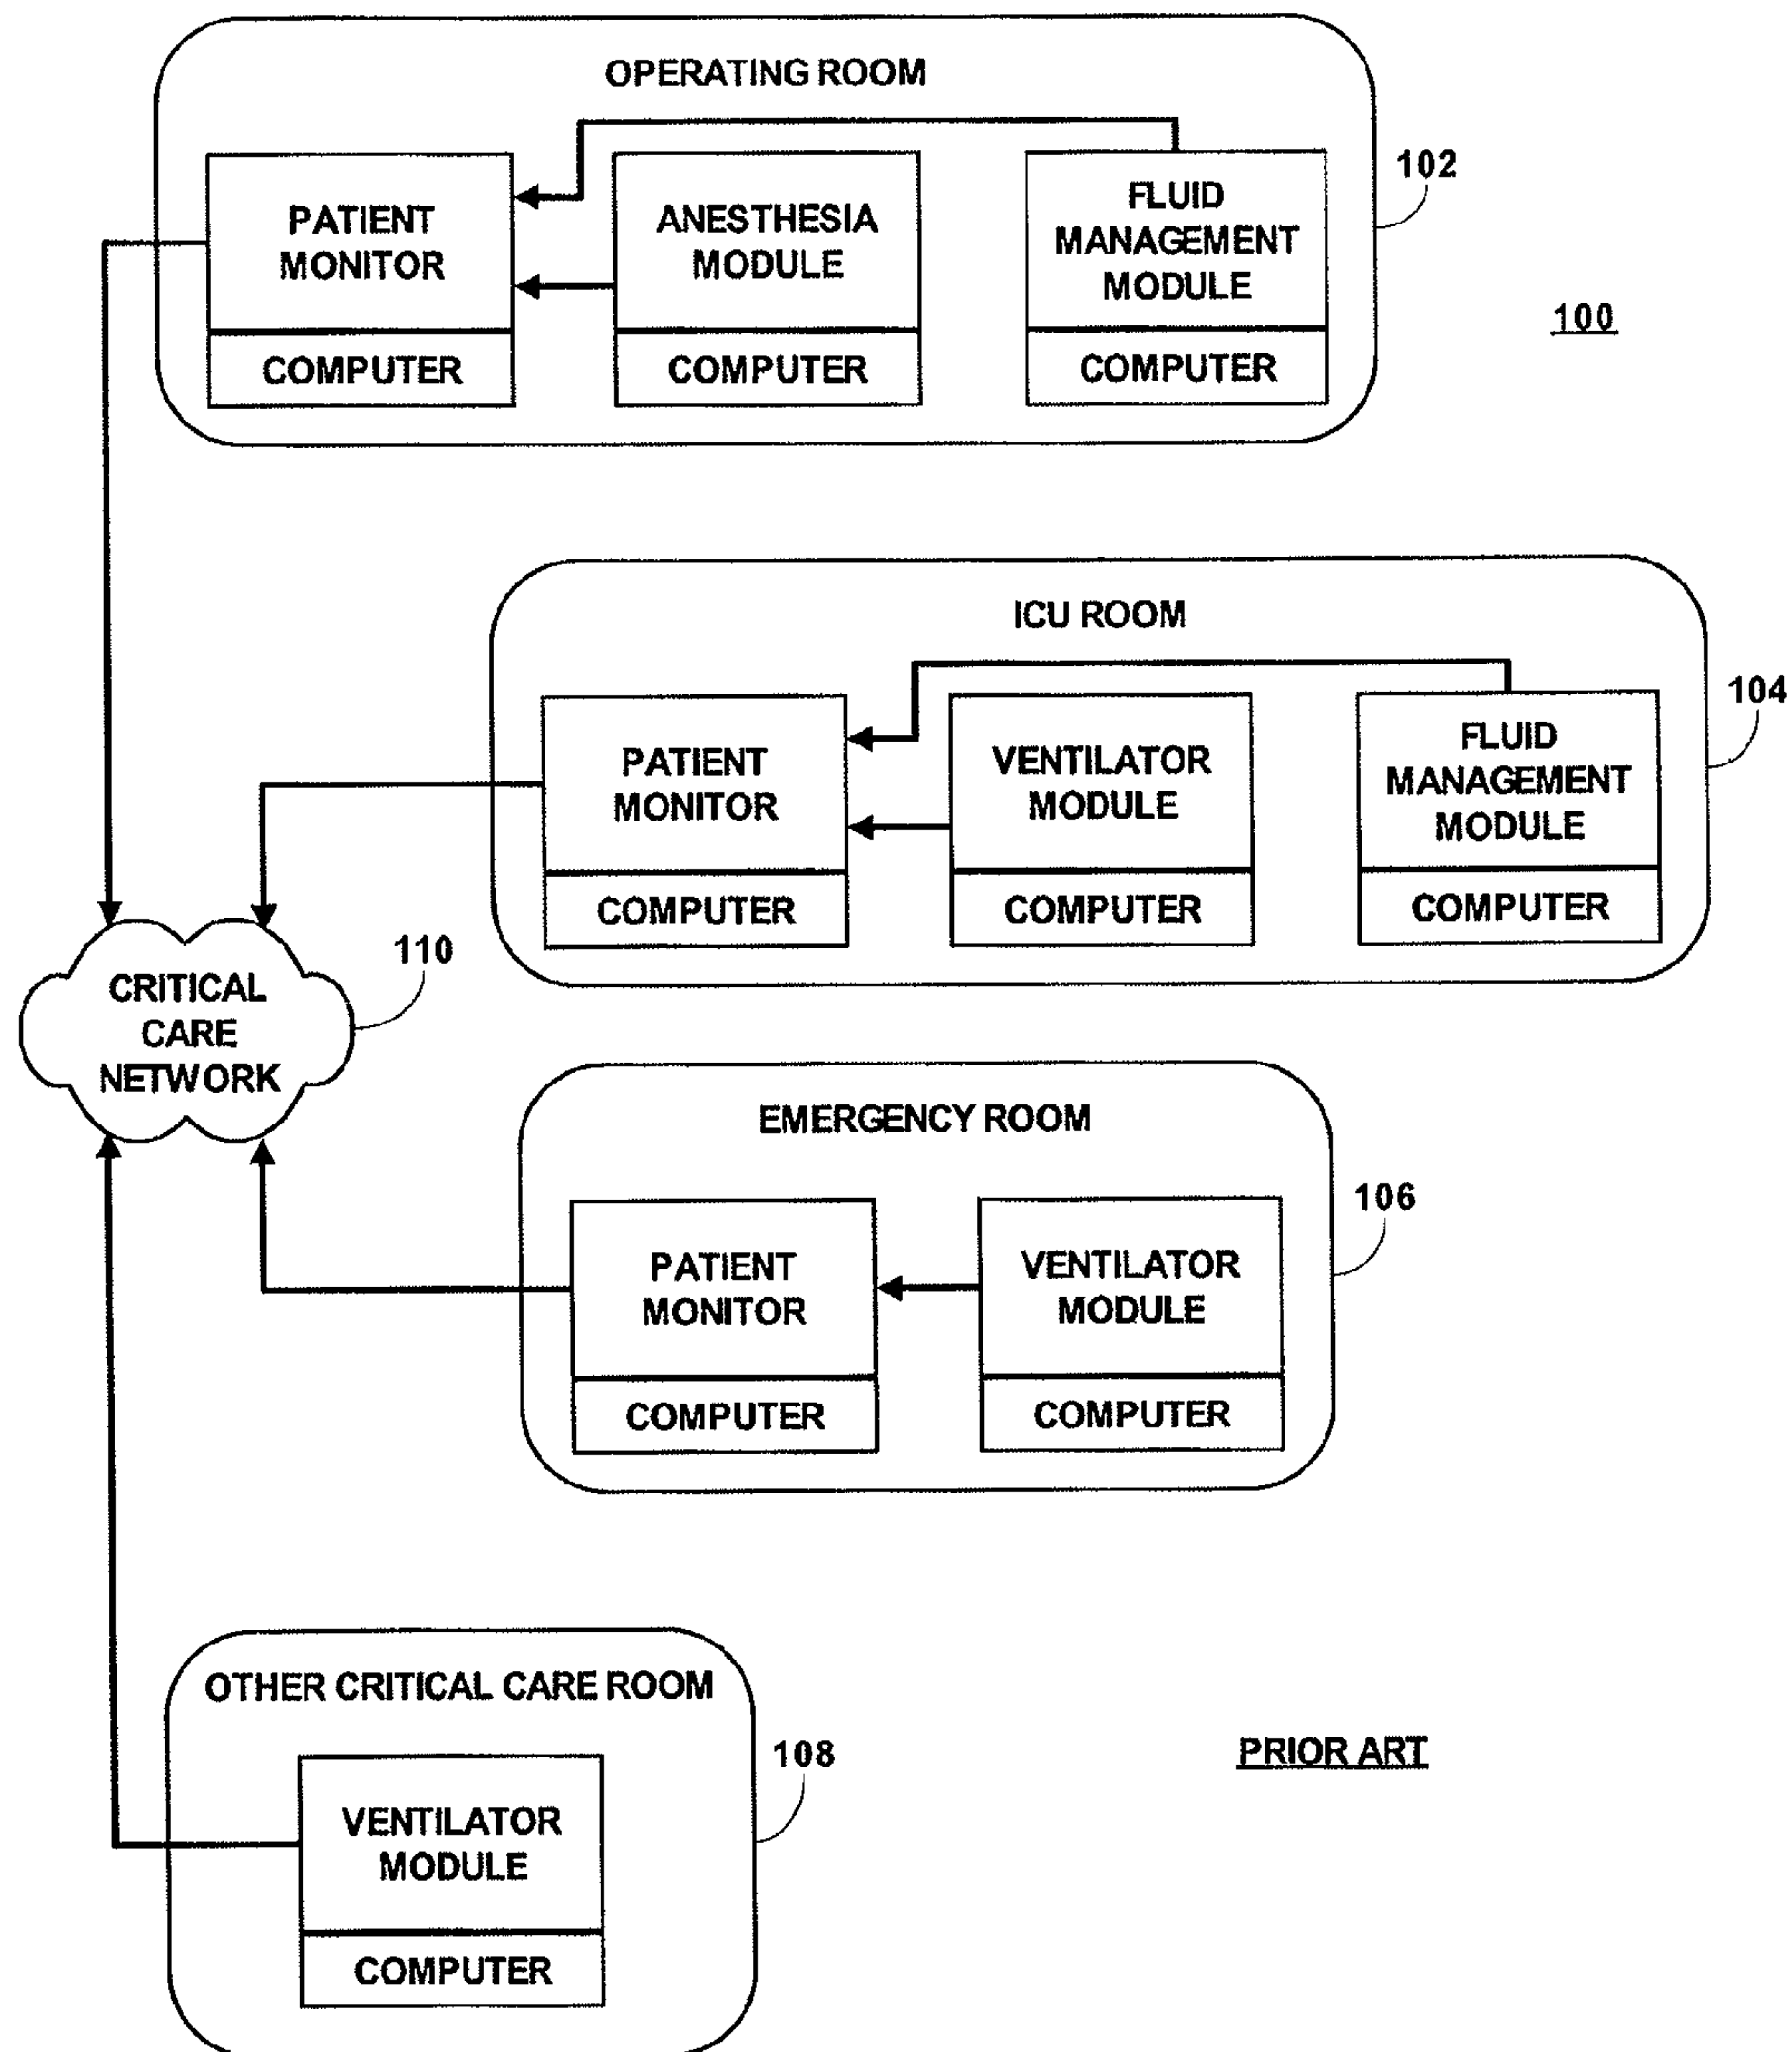 OPERATING ROOM
102
PATIENT
MONITOR
COMPUTER
ANESTHESIA
MODULE
COMPUTER
FLUID
MANAGEMENT
MODULE
COMPUTER
100
ICU ROOM
104
PATIENT
MONITOR
COMPUTER
VENTILATOR
MODULE
COMPUTER
FLUID
MANAGEMENT
MODULE
COMPUTER
CRITICAL
CARE
NETWORK
110
EMERGENCY ROOM
106
PATIENT
MONITOR
COMPUTER
VENTILATOR
MODULE
COMPUTER
OTHER CRITICAL CARE ROOM
108
VENTILATOR
MODULE
COMPUTER
PRIOR ART